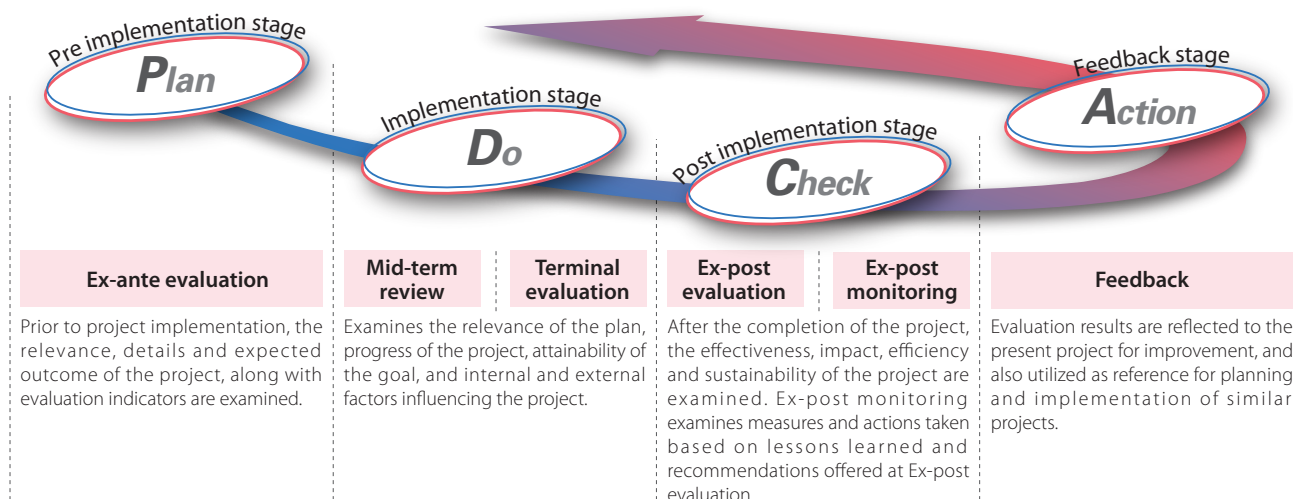 Pre implementation stage
Plan
Implementation stage
Do
Post implementation stage
Check
Feedback stage
Action
Ex-ante evaluation
Prior to project implementation, the
relevance, details and expected
outcome of the project, along with
evaluation indicators are examined.
Mid-term
review
Terminal
evaluation
Examines the relevance of the plan,
progress of the project, attainability of
the goal, and internal and external
factors influencing the project.
Ex-post
evaluation
Ex-post
monitoring
After the completion of the project,
the effectiveness, impact, efficiency
and sustainability of the project are
examined. Ex-post monitoring
examines measures and actions taken
based on lessons learned and
recommendations offered at Ex-post
evaluation
Feedback
Evaluation results are reflected to the
present project for improvement, and
also utilized as reference for planning
and implementation of similar
projects.